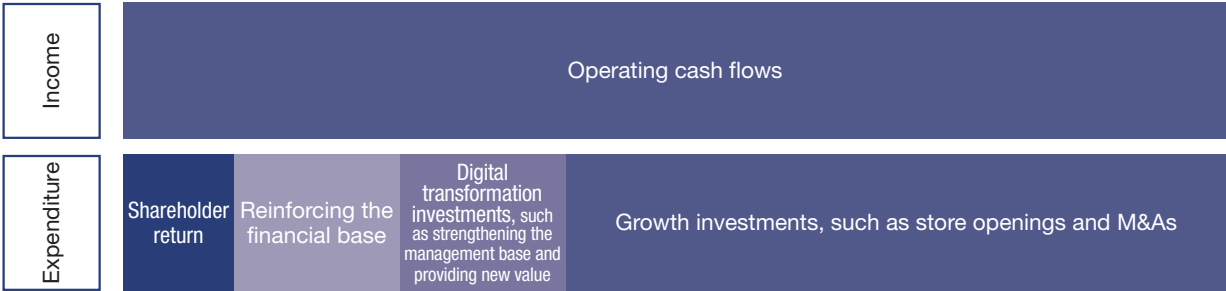 Income
Operating cash flows
Expenditure
Shareholder
return
Reinforcing the
financial base
Digital
transformation
investments, such
as strengthening the
management base and
providing new value
Growth investments, such as store openings and M&As